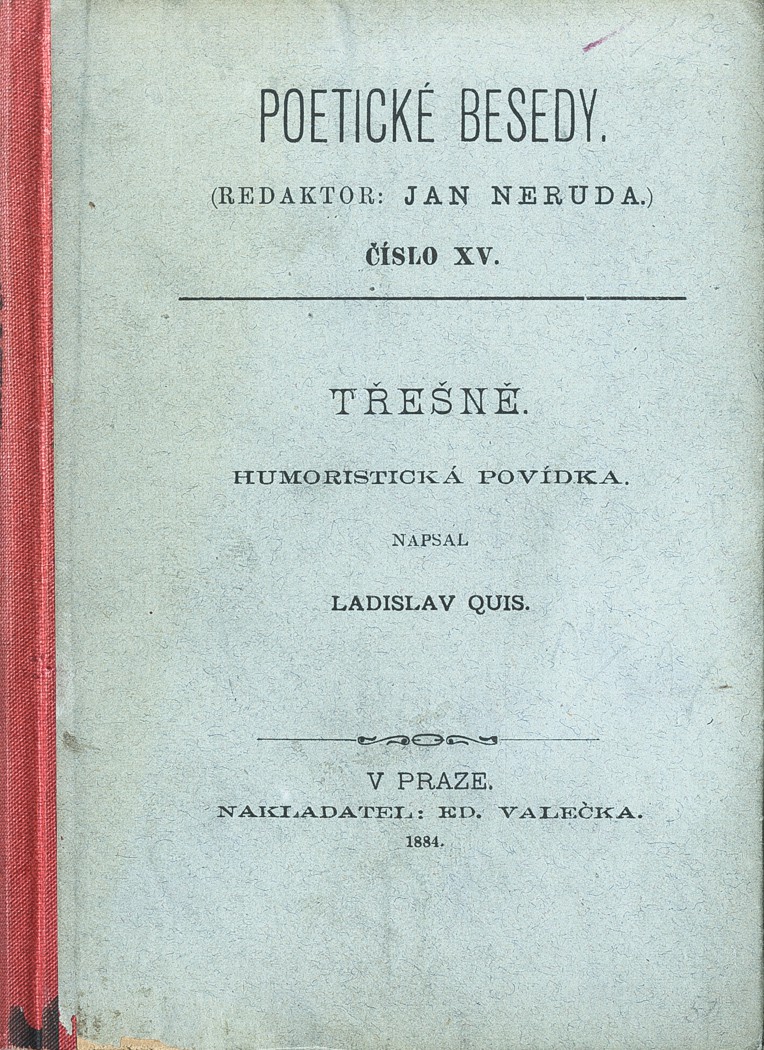 POETICKÉ BESEDY.
(REDAKTOR: JAN NERUDA.)
ČÍSLO XV.
TŘEŠNĚ.
HUMORISTICKÁ POVÍDKA.
NAPSAL
LADISLAV QUIS.
V PRAZE.
NAKLADATEL: ED. VALEČKA.
1884.